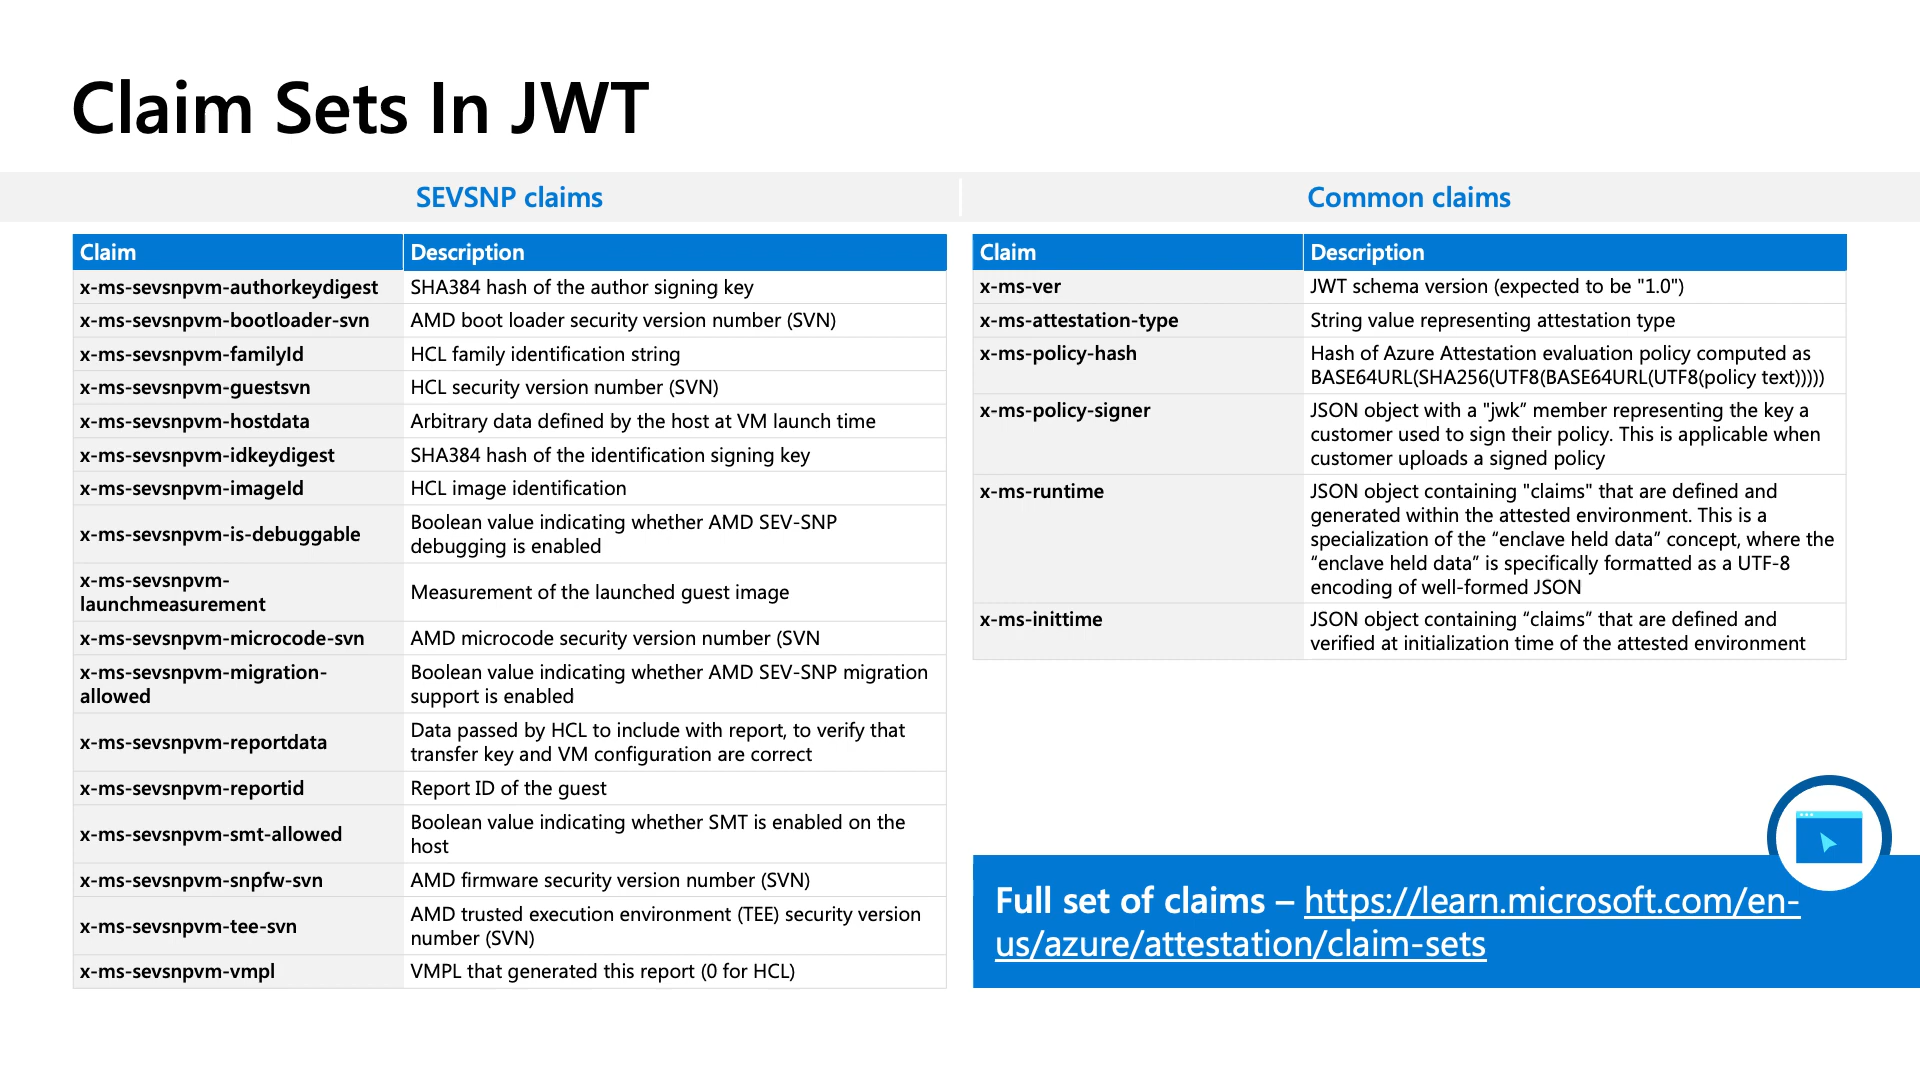 Claim Sets In JWT
SEVSNP claims
Claim Description
x-ms-sevsnpvm-authorkeydigest SHA384 hash of the author signing key
x-ms-sevsnpvm-bootloader-svn AMD boot loader security version number (SVN)
x-ms-sevsnpvm-familyId HCL family identification string
x-ms-sevsnpvm-guestsvn HCL security version number (SVN)
x-ms-sevsnpvm-hostdata Arbitrary data defined by the host at VM launch time
x-ms-sevsnpvm-idkeydigest SHA384 hash of the identification signing key
x-ms-sevsnpvm-imageId HCL image identification
x-ms-sevsnpvm-is-debuggable Boolean value indicating whether AMD SEV-SNP
debugging is enabled
x-ms-sevsnpvm-
launchmeasurement Measurement of the launched guest image
x-ms-sevsnpvm-microcode-svn AMD microcode security version number (SVN
x-ms-sevsnpvm-migration- Boolean value indicating whether AMD SEV-SNP migration
allowed support is enabled
x-ms-sevsnpvm-reportdata Data passed by HCL to include with report, to verify that
transfer key and VM configuration are correct
x-ms-sevsnpvm-reportid Report ID of the guest
x-ms-sevsnpvm-smt-allowed Boolean value indicating whether SMT is enabled on the
host
x-ms-sevsnpvm-snpfw-svn AMD firmware security version number (SVN)
x-ms-sevsnpvm-tee-svn AMD trusted execution environment (TEE) security version
number (SVN)
x-ms-sevsnpvm-vmpl VMPL that generated this report (0 for HCL)
Common claims
Claim Description
x-ms-ver JWT schema version (expected to be "1.0")
x-ms-attestation-type String value representing attestation type
x-ms-policy-hash Hash of Azure Attestation evaluation policy computed as
BASE64URL(SHA256(UTF8(BASE64URL(UTF8(policy text)))))
x-ms-policy-signer JSON object with a "jwk” member representing the key a
customer used to sign their policy. This is applicable when
customer uploads a signed policy
x-ms-runtime JSON object containing "claims" that are defined and
generated within the attested environment. This is a
specialization of the “enclave held data” concept, where the
“enclave held data” is specifically formatted as a UTF-8
encoding of well-formed JSON
x-ms-inittime JSON object containing “claims” that are defined and
verified at initialization time of the attested environment
Full set of claims – https://learn.microsoft.com/en-
us/azure/attestation/claim-sets